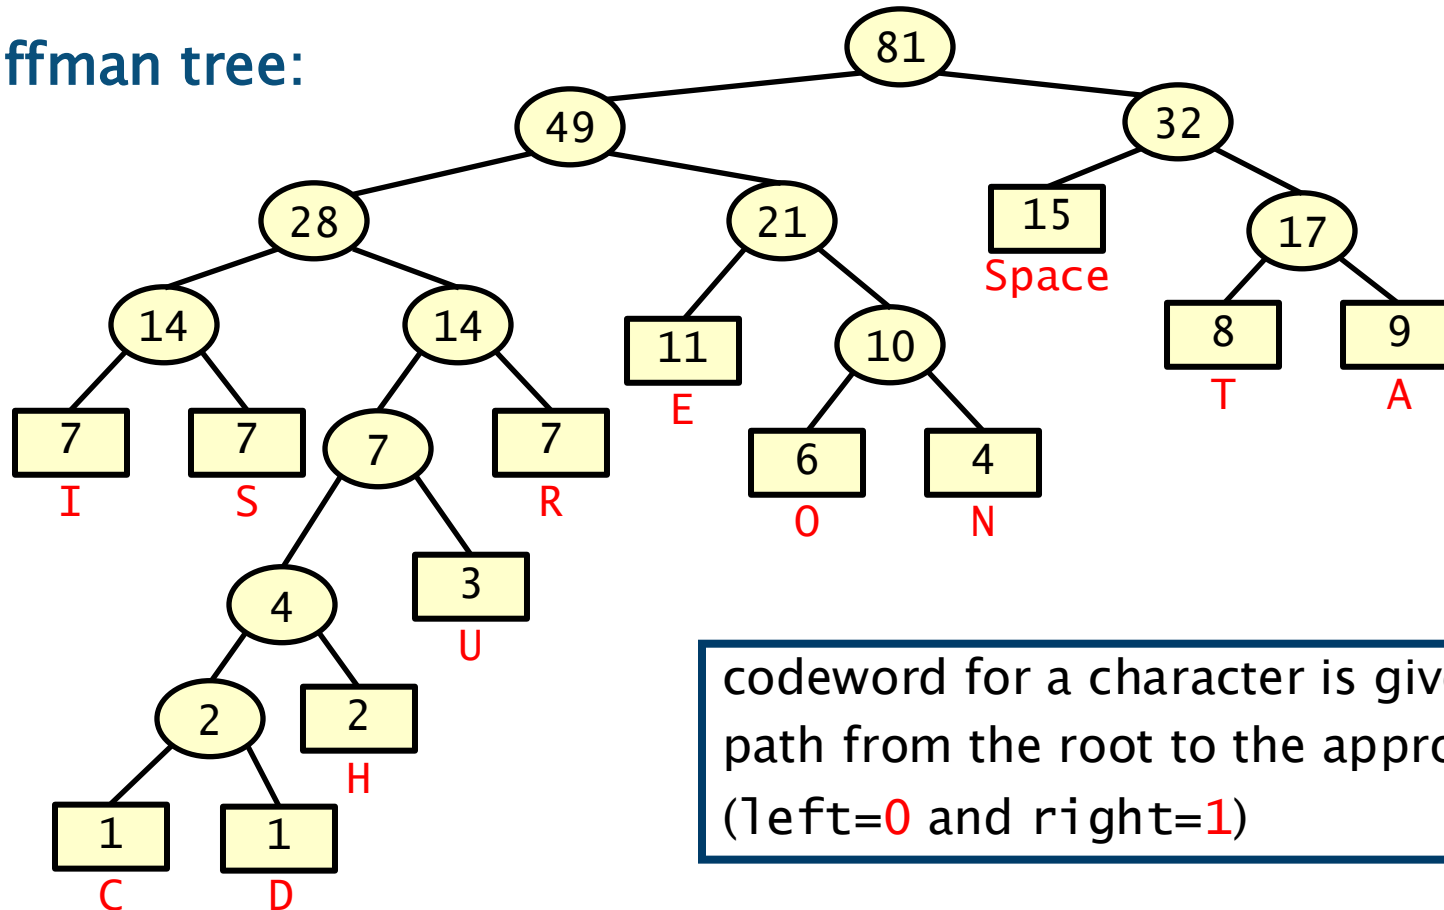 ffman tree:
81
49
32
28
21
15
17
Space
14
14
11
10
8
9
E
T
A
7
7
7
7
6
4
I
S
R
O
N
4
3
U
2
2
H
1
1
C
D
codeword for a character is giv
path from the root to the appro
(left=0 and right=1)